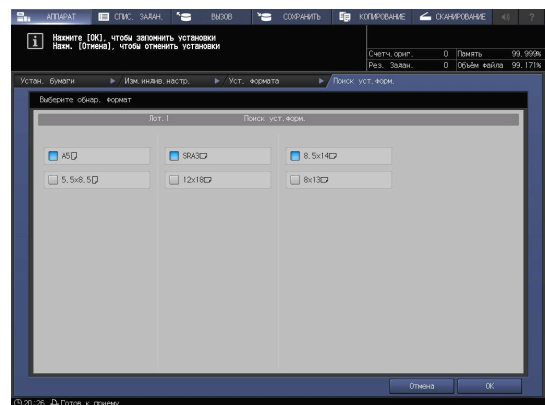 АППАРАТ СПИС. ЗАДАН. ВЫЗОВ СОХРАНИТЬ КОПИРОВАНИЕ СКАНИРОВАНИЕ ?
Нажмите [OK], чтобы запомнить установки
Нажм. [Отмена], чтобы отменить установки
Счетч.ориг. 0 Память 99.999%
Рез. Задан. 0 Объём файла 99.171%
Устан. бумаги Изм.индив.настр. Уст. формата Поиск уст.форм.
Выберите обнар. формат
Лот.1 Поиск уст.форм.
A5 SRA3 8.5x14
5.5x8.5 12x18 8x13
Отмена OK
20:26 Готов к приему